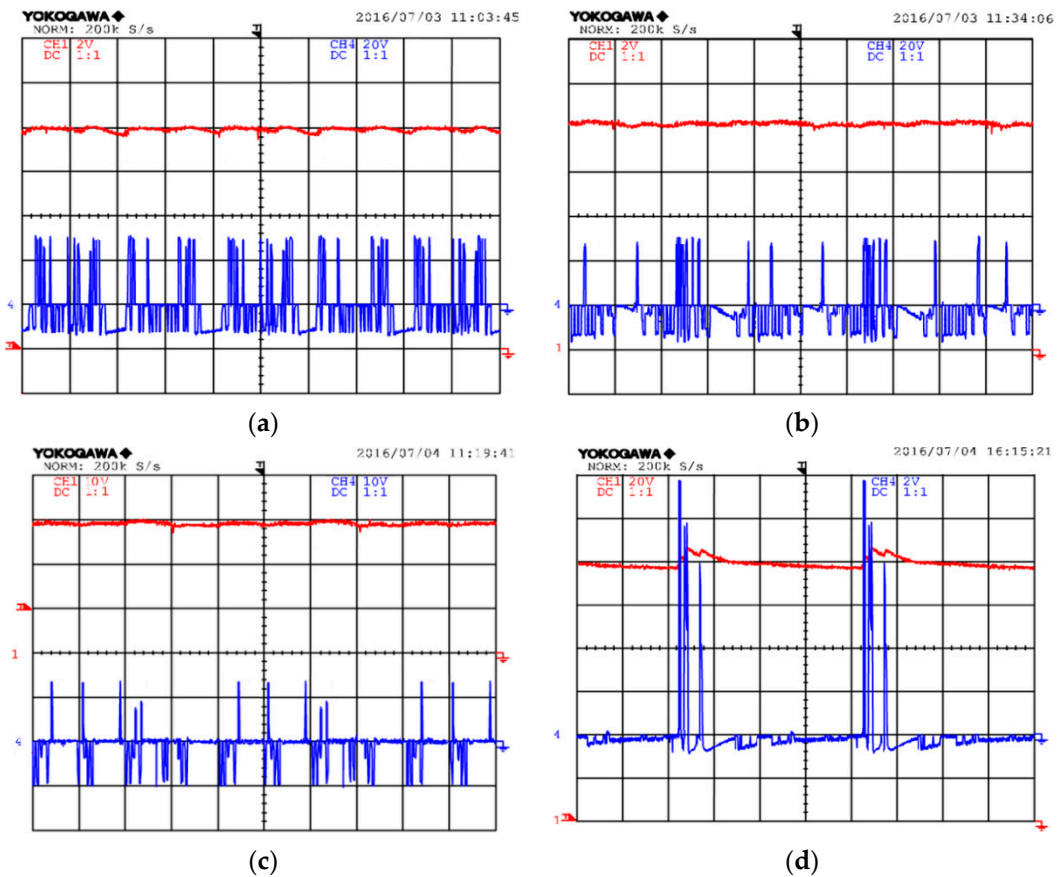 YOKOGAWA ◆ 2016/07/03 11:03:45
NORM: 200k S/s
CH1 2V CH4 20V
DC 1:1 DC 1:1
4
(a)
YOKOGAWA ◆ 2016/07/03 11:34:06
NORM: 200k S/s
CH1 2V CH4 20V
DC 1:1 DC 1:1
4
1
(b)
YOKOGAWA ◆ 2016/07/04 11:19:41
NORM: 200k S/s
CH1 10V CH4 10V
DC 1:1 DC 1:1
1
4
(c)
YOKOGAWA ◆ 2016/07/04 16:15:21
NORM: 200k S/s
CH1 20V CH4 2V
DC 1:1 DC 1:1
4
1
(d)